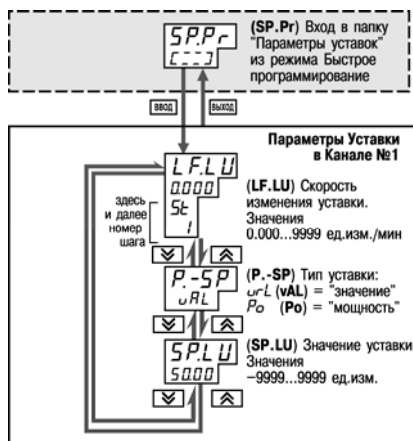 SP.Pr
[---]
(SP.Pr) Вход в папку
"Параметры уставок"
из режима Быстрое
программирование
ВВОД
ВЫХОД
Параметры Уставки
в Канале №1
LF.LU
0.000
St
1
здесь
и далее
номер
шага
(LF.LU) Скорость
изменения уставки.
Значения
0.000...9999 ед.изм./мин
P.-SP
vAL
(P.-SP) Тип уставки:
vrL (vAL) = "значение"
Po (Po) = "мощность"
SP.LU
50.00
(SP.LU) Значение уставки
Значения
−9999...9999 ед.изм.